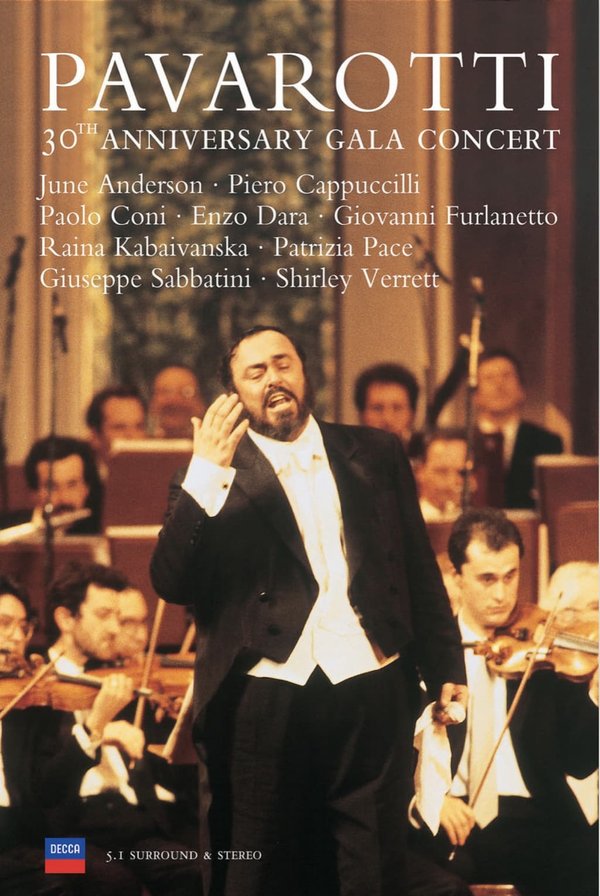 PAVAROTTI
30TH ANNIVERSARY GALA CONCERT
June Anderson · Piero Cappuccilli
Paolo Coni · Enzo Dara · Giovanni Furlanetto
Raina Kabaivanska · Patrizia Pace
Giuseppe Sabbatini · Shirley Verrett
DECCA
5.1 SURROUND & STEREO